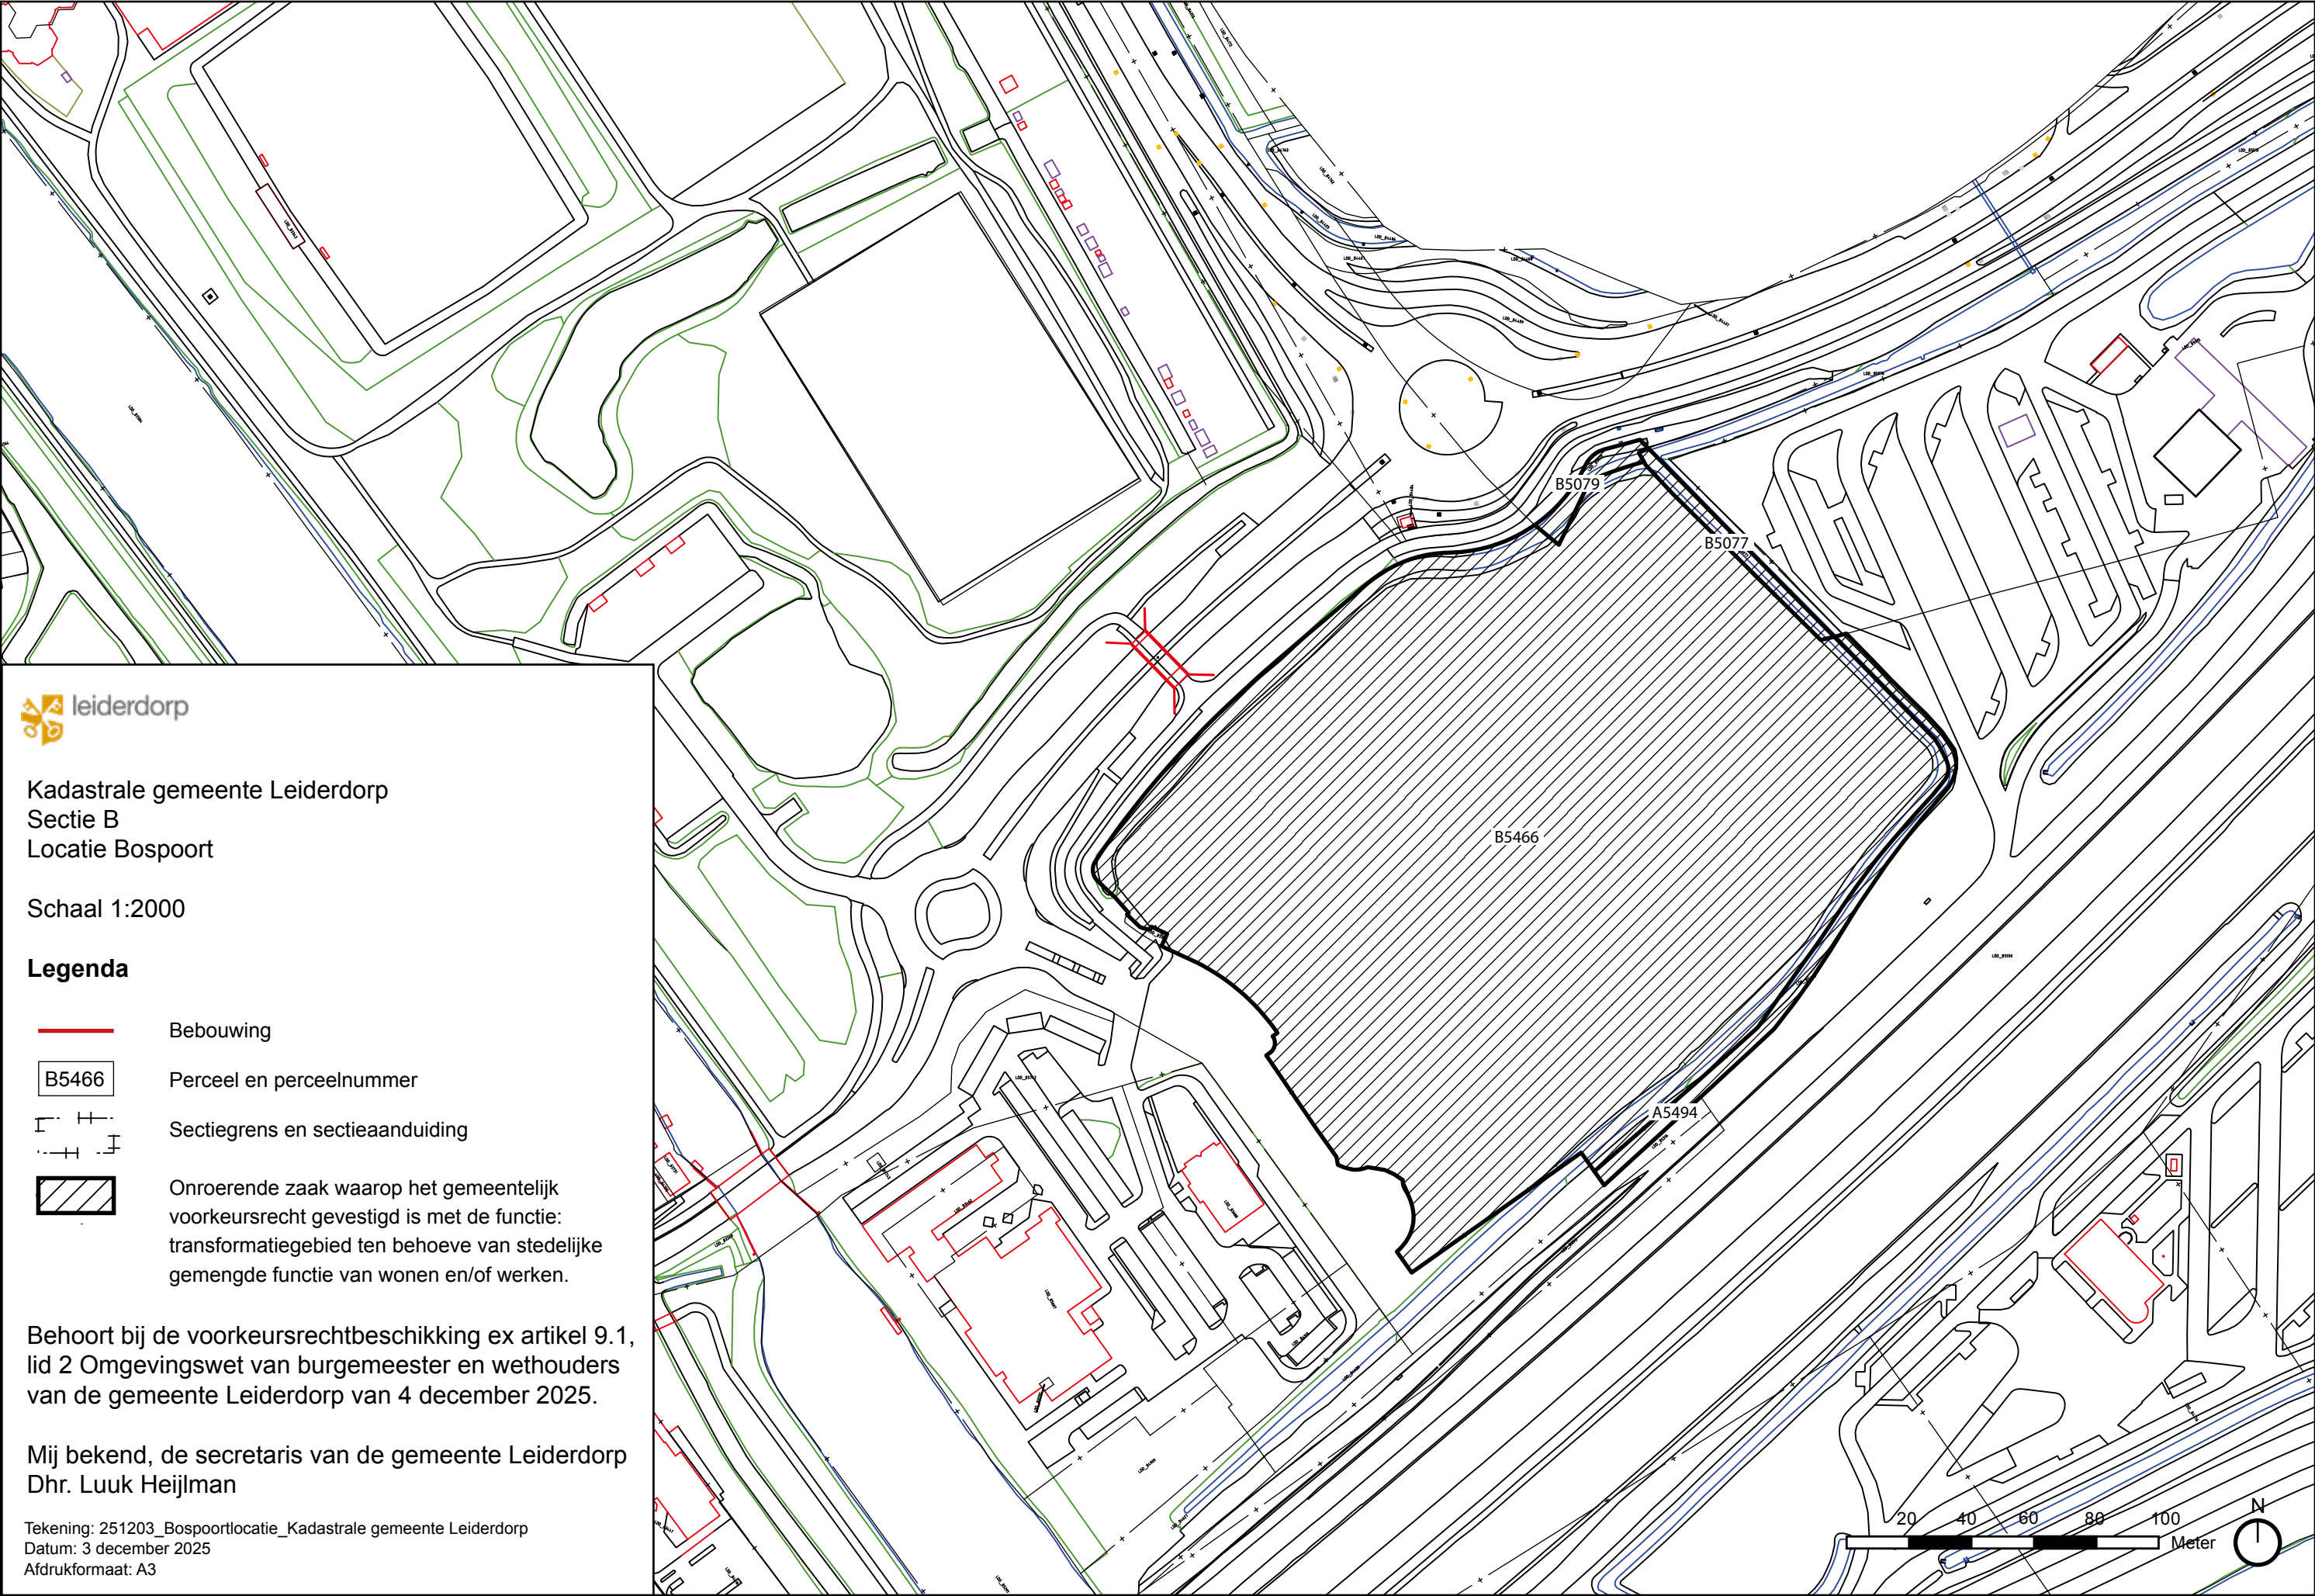 B5079
B5077
B5466
A5494
leiderdorp
Kadastrale gemeente Leiderdorp
Sectie B
Locatie Bospoort
Schaal 1:2000
Legenda
Bebouwing
B5466 Perceel en perceelnummer
Sectiegrens en sectieaanduiding
Onroerende zaak waarop het gemeentelijk
voorkeursrecht gevestigd is met de functie:
transformatiegebied ten behoeve van stedelijke
gemengde functie van wonen en/of werken.
Behoort bij de voorkeursrechtbeschikking ex artikel 9.1,
lid 2 Omgevingswet van burgemeester en wethouders
van de gemeente Leiderdorp van 4 december 2025.
Mij bekend, de secretaris van de gemeente Leiderdorp
Dhr. Luuk Heijlman
Tekening: 251203_Bospoortlocatie_Kadastrale gemeente Leiderdorp
Datum: 3 december 2025
Afdrukformaat: A3
20 40 60 80 100
Meter
N